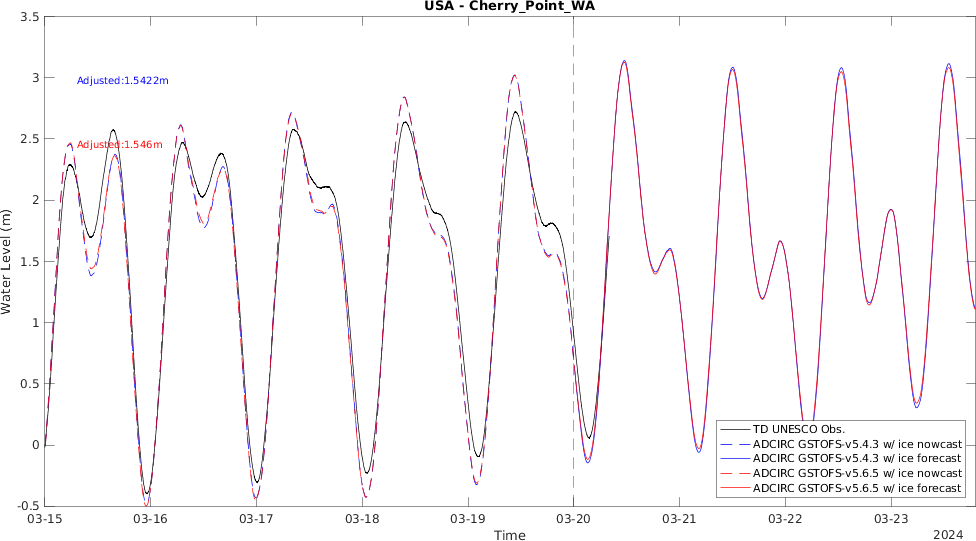 USA - Cherry_Point_WA
3.5
3
2.5
2
1.5
1
0.5
0
-0.5
Water Level (m)
Adjusted:1.5422m
Adjusted:1.546m
TD UNESCO Obs.
ADCIRC GSTOFS-v5.4.3 w/ ice nowcast
ADCIRC GSTOFS-v5.4.3 w/ ice forecast
ADCIRC GSTOFS-v5.6.5 w/ ice nowcast
ADCIRC GSTOFS-v5.6.5 w/ ice forecast
03-15 03-16 03-17 03-18 03-19 03-20 03-21 03-22 03-23
Time
2024